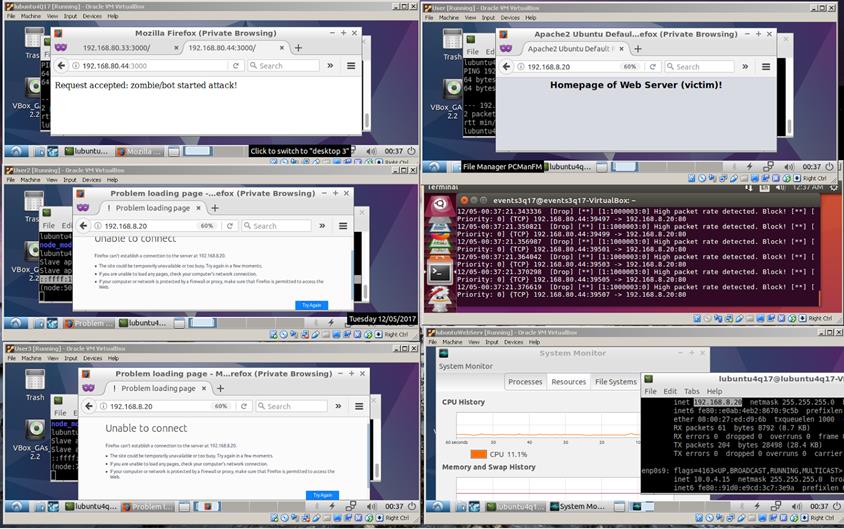 lubuntu4Q17 [Running] - Oracle VM VirtualBox
File Machine View Input Devices Help
Mozilla Firefox (Private Browsing)
192.168.80.33:3000/
192.168.80.44:3000/
192.168.80.44:3000
Search
Request accepted: zombie/bot started attack!
Trash
VBox_GAs_
2.2
Click to switch to "desktop 3"
lubuntu4q...
Mozilla ...
00:37
Right Ctrl
User [Running] - Oracle VM VirtualBox
File Machine View Input Devices Help
Apache2 Ubuntu Defaul...efox (Private Browsing)
Apache2 Ubuntu Default F
192.168.8.20
60%
Search
Homepage of Web Server (victim)!
File Manager PCManFM
lubuntu4q...
00:37
Right Ctrl
User2 [Running] - Oracle VM VirtualBox
File Machine View Input Devices Help
Problem loading page -...efox (Private Browsing)
! Problem loading page
192.168.8.20
60%
Search
Unable to connect
Firefox can't establish a connection to the server at 192.168.8.20.
The site could be temporarily unavailable or too busy. Try again in a few moments.
If you are unable to load any pages, check your computer's network connection.
If your computer or network is protected by a firewall or proxy, make sure that Firefox is permitted to access the Web.
Try Again
Problem ...
lubuntu4...
Tuesday 12/05/2017
Terminal
12:37 AM
events3q17@events3q17-VirtualBox: ~
12/05-00:37:21.343336 [Drop] [**] [1:1000003:0] High packet rate detected. Block! [**] [
Priority: 0] {TCP} 192.168.80.44:39497 -> 192.168.8.20:80
12/05-00:37:21.350821 [Drop] [**] [1:1000003:0] High packet rate detected. Block! [**] [
Priority: 0] {TCP} 192.168.80.44:39499 -> 192.168.8.20:80
12/05-00:37:21.356987 [Drop] [**] [1:1000003:0] High packet rate detected. Block! [**] [
Priority: 0] {TCP} 192.168.80.44:39501 -> 192.168.8.20:80
12/05-00:37:21.364042 [Drop] [**] [1:1000003:0] High packet rate detected. Block! [**] [
Priority: 0] {TCP} 192.168.80.44:39503 -> 192.168.8.20:80
12/05-00:37:21.370298 [Drop] [**] [1:1000003:0] High packet rate detected. Block! [**] [
Priority: 0] {TCP} 192.168.80.44:39505 -> 192.168.8.20:80
12/05-00:37:21.376619 [Drop] [**] [1:1000003:0] High packet rate detected. Block! [**] [
Priority: 0] {TCP} 192.168.80.44:39507 -> 192.168.8.20:80
Right Ctrl
User3 [Running] - Oracle VM VirtualBox
File Machine View Input Devices Help
Problem loading page - M...refox (Private Browsing)
! Problem loading page
192.168.8.20
60%
Search
Unable to connect
Firefox can't establish a connection to the server at 192.168.8.20.
The site could be temporarily unavailable or too busy. Try again in a few moments.
If you are unable to load any pages, check your computer's network connection.
If your computer or network is protected by a firewall or proxy, make sure that Firefox is permitted to access the Web.
Try Again
lubuntu4q...
Problem l...
00:37
Right Ctrl
lubuntuWebServ [Running] - Oracle VM VirtualBox
File Machine View Input Devices Help
System Monitor
System Monitor
Processes Resources File Systems
CPU History
60 seconds 50 40 30 20 10
CPU 11.1%
Memory and Swap History
lubuntu4q17@lubuntu4q17-Vi
File Edit Tabs Help
inet 192.168.8.20 netmask 255.255.255.0
inet6 fe80::e0ab:4eb2:8670:9c5b prefixlen
ether 08:00:27:ed:d9:6b txqueuelen 1000
RX packets 61 bytes 8792 (8.7 KB)
RX errors 0 dropped 0 overruns 0 frame
TX packets 204 bytes 28498 (28.4 KB)
TX errors 0 dropped 0 overruns 0 carrier
enp0s9: flags=4163<UP,BROADCAST,RUNNING,MULTICAST>
inet 10.0.4.15 netmask 255.255.255.0
inet6 fe80::91d0:e9cd:3c7:3e9a prefixlen
lubuntu4q1...
System Mon...
00:37
Right Ctrl